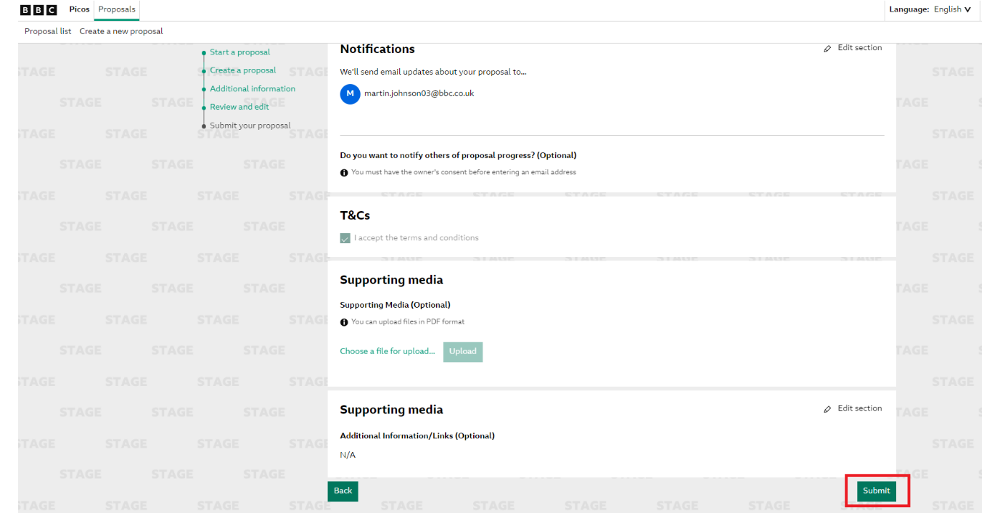 BBC Picos Proposals Language: English
Proposal list Create a new proposal
Start a proposal
Create a proposal
Additional information
Review and edit
Submit your proposal
Notifications Edit section
We'll send email updates about your proposal to...
M martin.johnson03@bbc.co.uk
Do you want to notify others of proposal progress? (Optional)
You must have the owner's consent before entering an email address
T&Cs
I accept the terms and conditions
Supporting media
Supporting Media (Optional)
You can upload files in PDF format
Choose a file for upload... Upload
Supporting media Edit section
Additional Information/Links (Optional)
N/A
Back Submit
STAGE